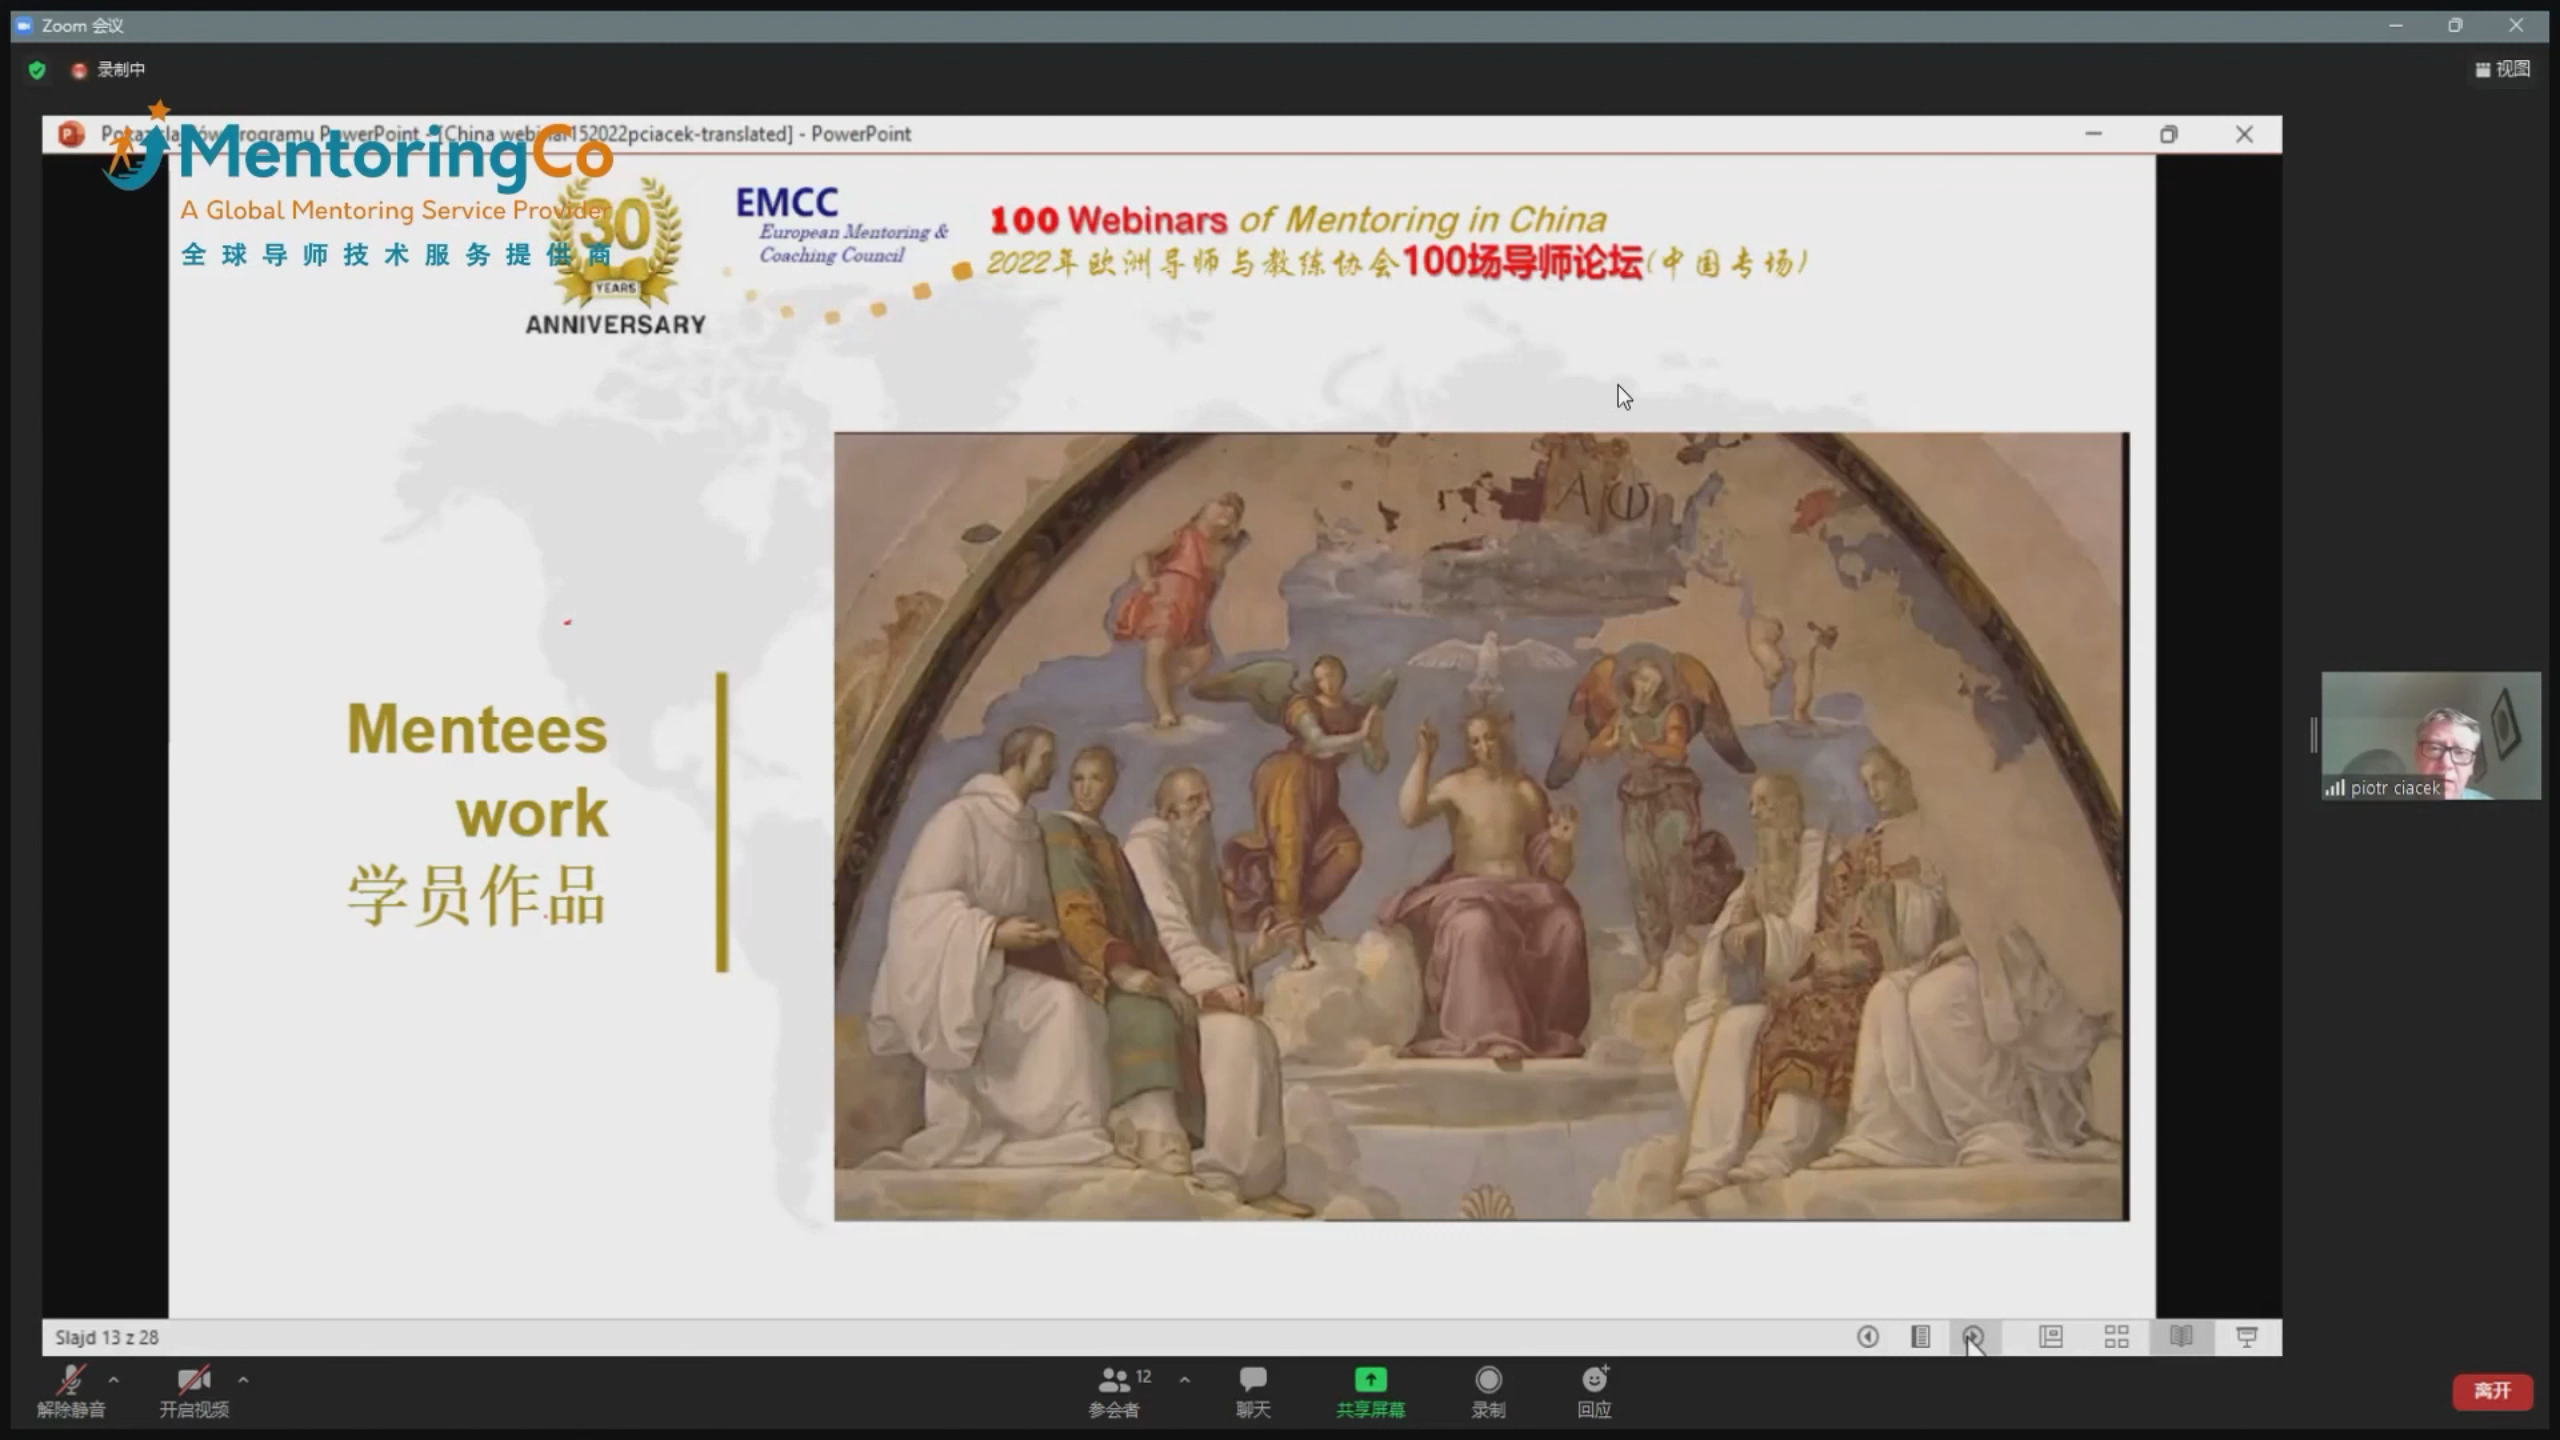 Zoom 会议
录制中
视图
Pokaz slajdów programu PowerPoint - [China webinar152022pciacek-translated] - PowerPoint
MentoringCo
A Global Mentoring Service Provider
全球导师技术服务提供商
30
YEARS
ANNIVERSARY
EMCC
European Mentoring &
Coaching Council
100 Webinars of Mentoring in China
2022年欧洲导师与教练协会100场导师论坛(中国专场)
A Ω
Mentees
work
学员作品
piotr ciacek
Slajd 13 z 28
解除静音
开启视频
12
参会者
聊天
共享屏幕
录制
回应
离开